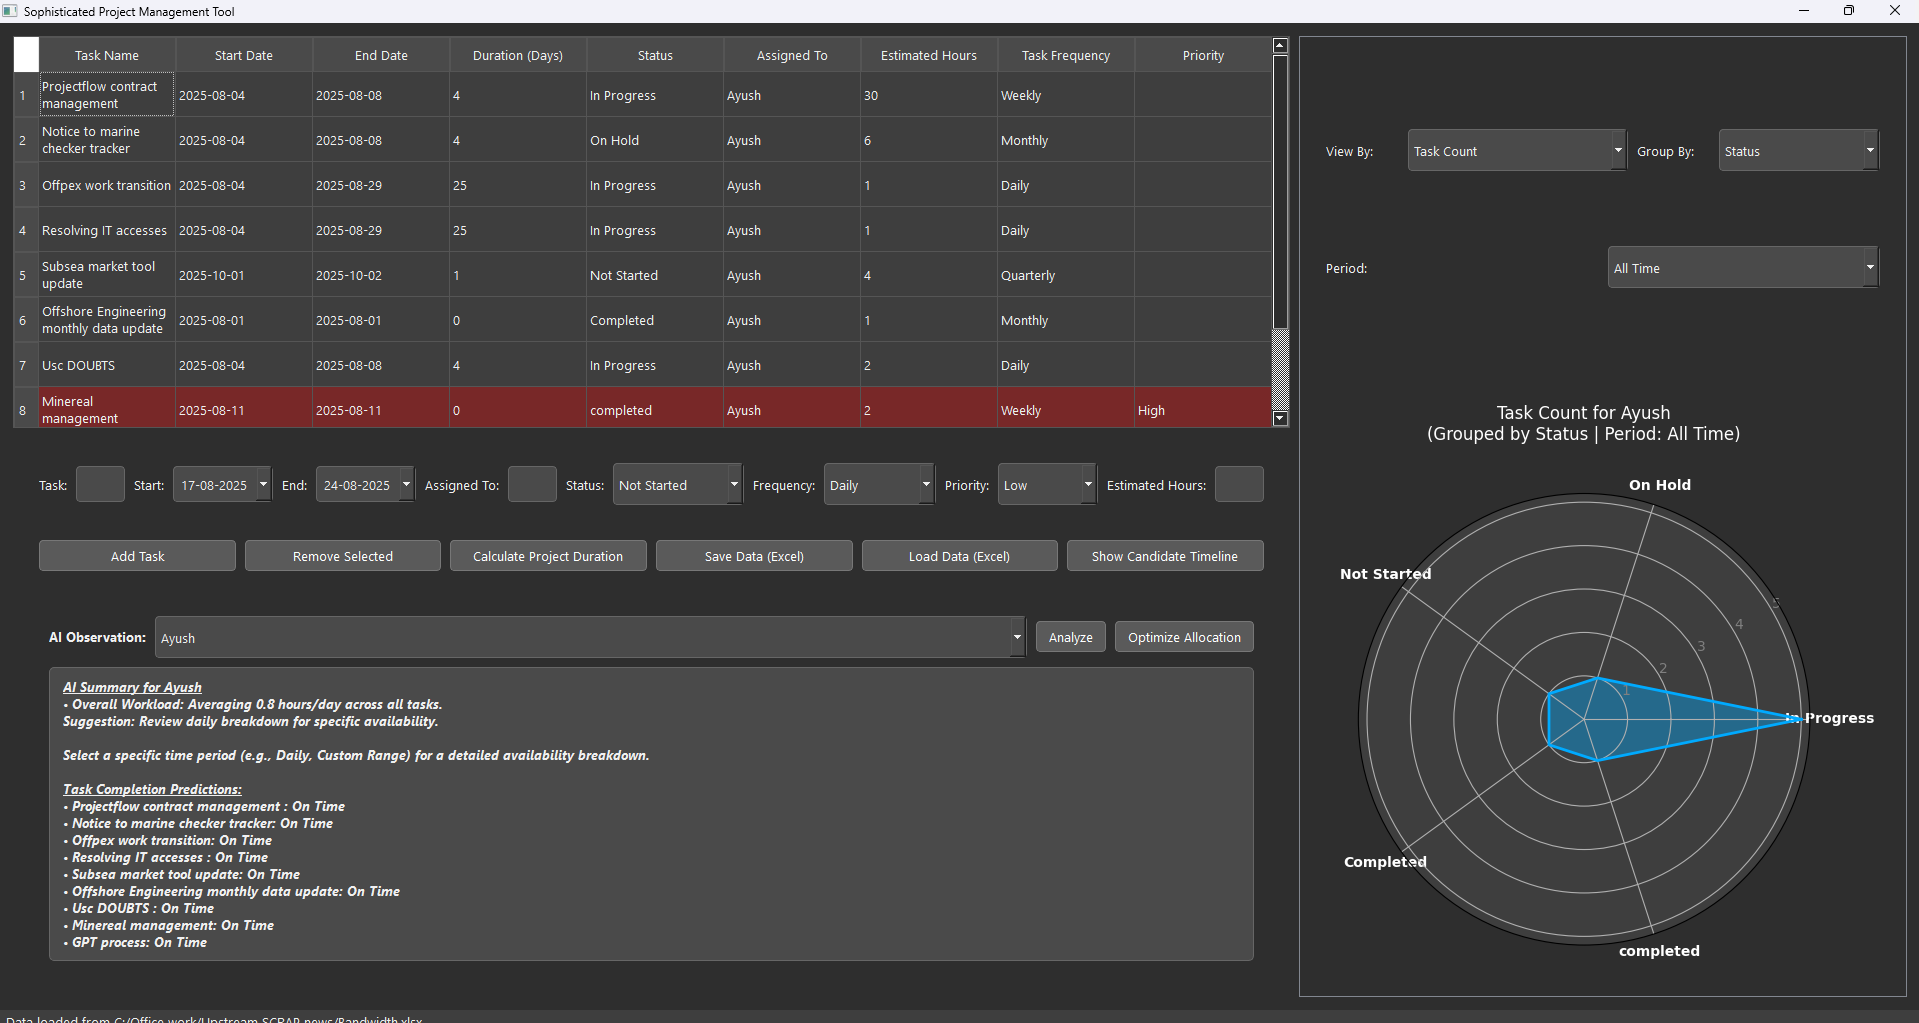 Sophisticated Project Management Tool
Task Name Start Date End Date Duration (Days) Status Assigned To Estimated Hours Task Frequency Priority
1 Projectflow contract management 2025-08-04 2025-08-08 4 In Progress Ayush 30 Weekly
2 Notice to marine checker tracker 2025-08-04 2025-08-08 4 On Hold Ayush 6 Monthly
3 Offpex work transition 2025-08-04 2025-08-29 25 In Progress Ayush 1 Daily
4 Resolving IT accesses 2025-08-04 2025-08-29 25 In Progress Ayush 1 Daily
5 Subsea market tool update 2025-10-01 2025-10-02 1 Not Started Ayush 4 Quarterly
6 Offshore Engineering monthly data update 2025-08-01 2025-08-01 0 Completed Ayush 1 Monthly
7 Usc DOUBTS 2025-08-04 2025-08-08 4 In Progress Ayush 2 Daily
8 Minereal management 2025-08-11 2025-08-11 0 completed Ayush 2 Weekly High
Task: Start: 17-08-2025 End: 24-08-2025 Assigned To: Status: Not Started Frequency: Daily Priority: Low Estimated Hours:
Add Task Remove Selected Calculate Project Duration Save Data (Excel) Load Data (Excel) Show Candidate Timeline
AI Observation: Ayush Analyze Optimize Allocation
AI Summary for Ayush
• Overall Workload: Averaging 0.8 hours/day across all tasks.
Suggestion: Review daily breakdown for specific availability.
Select a specific time period (e.g., Daily, Custom Range) for a detailed availability breakdown.
Task Completion Predictions:
• Projectflow contract management : On Time
• Notice to marine checker tracker: On Time
• Offpex work transition: On Time
• Resolving IT accesses : On Time
• Subsea market tool update: On Time
• Offshore Engineering monthly data update: On Time
• Usc DOUBTS : On Time
• Minereal management: On Time
• GPT process: On Time
View By: Task Count Group By: Status
Period: All Time
Task Count for Ayush
(Grouped by Status | Period: All Time)
On Hold
Not Started
5
4
3
2
1
In Progress
Completed
completed
Data loaded from C:/Office work/Upstream SCRAP news/Bandwidth.xlsx